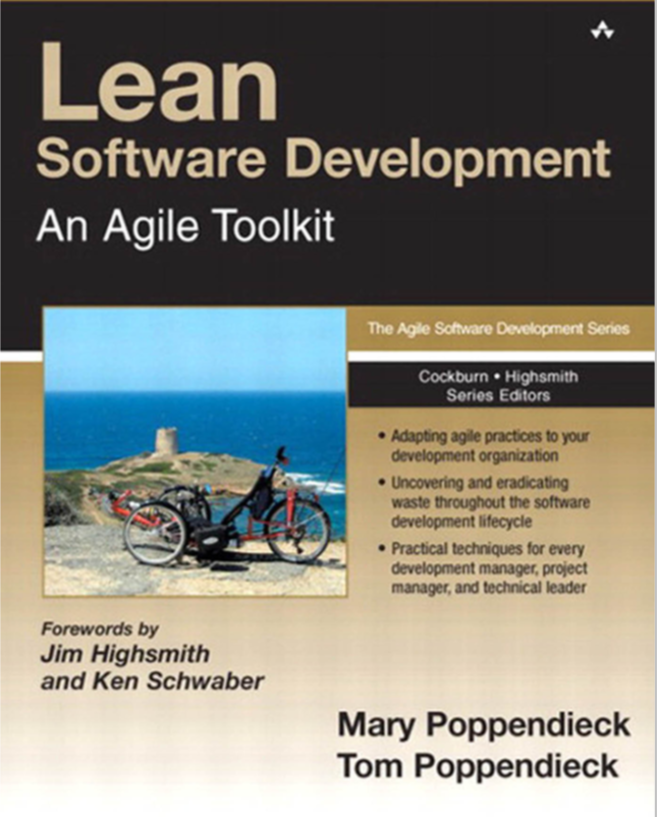 Lean
Software Development
An Agile Toolkit
The Agile Software Development Series
Cockburn • Highsmith
Series Editors
• Adapting agile practices to your
development organization
• Uncovering and eradicating
waste throughout the software
development lifecycle
• Practical techniques for every
development manager, project
manager, and technical leader
Forewords by
Jim Highsmith
and Ken Schwaber
Mary Poppendieck
Tom Poppendieck